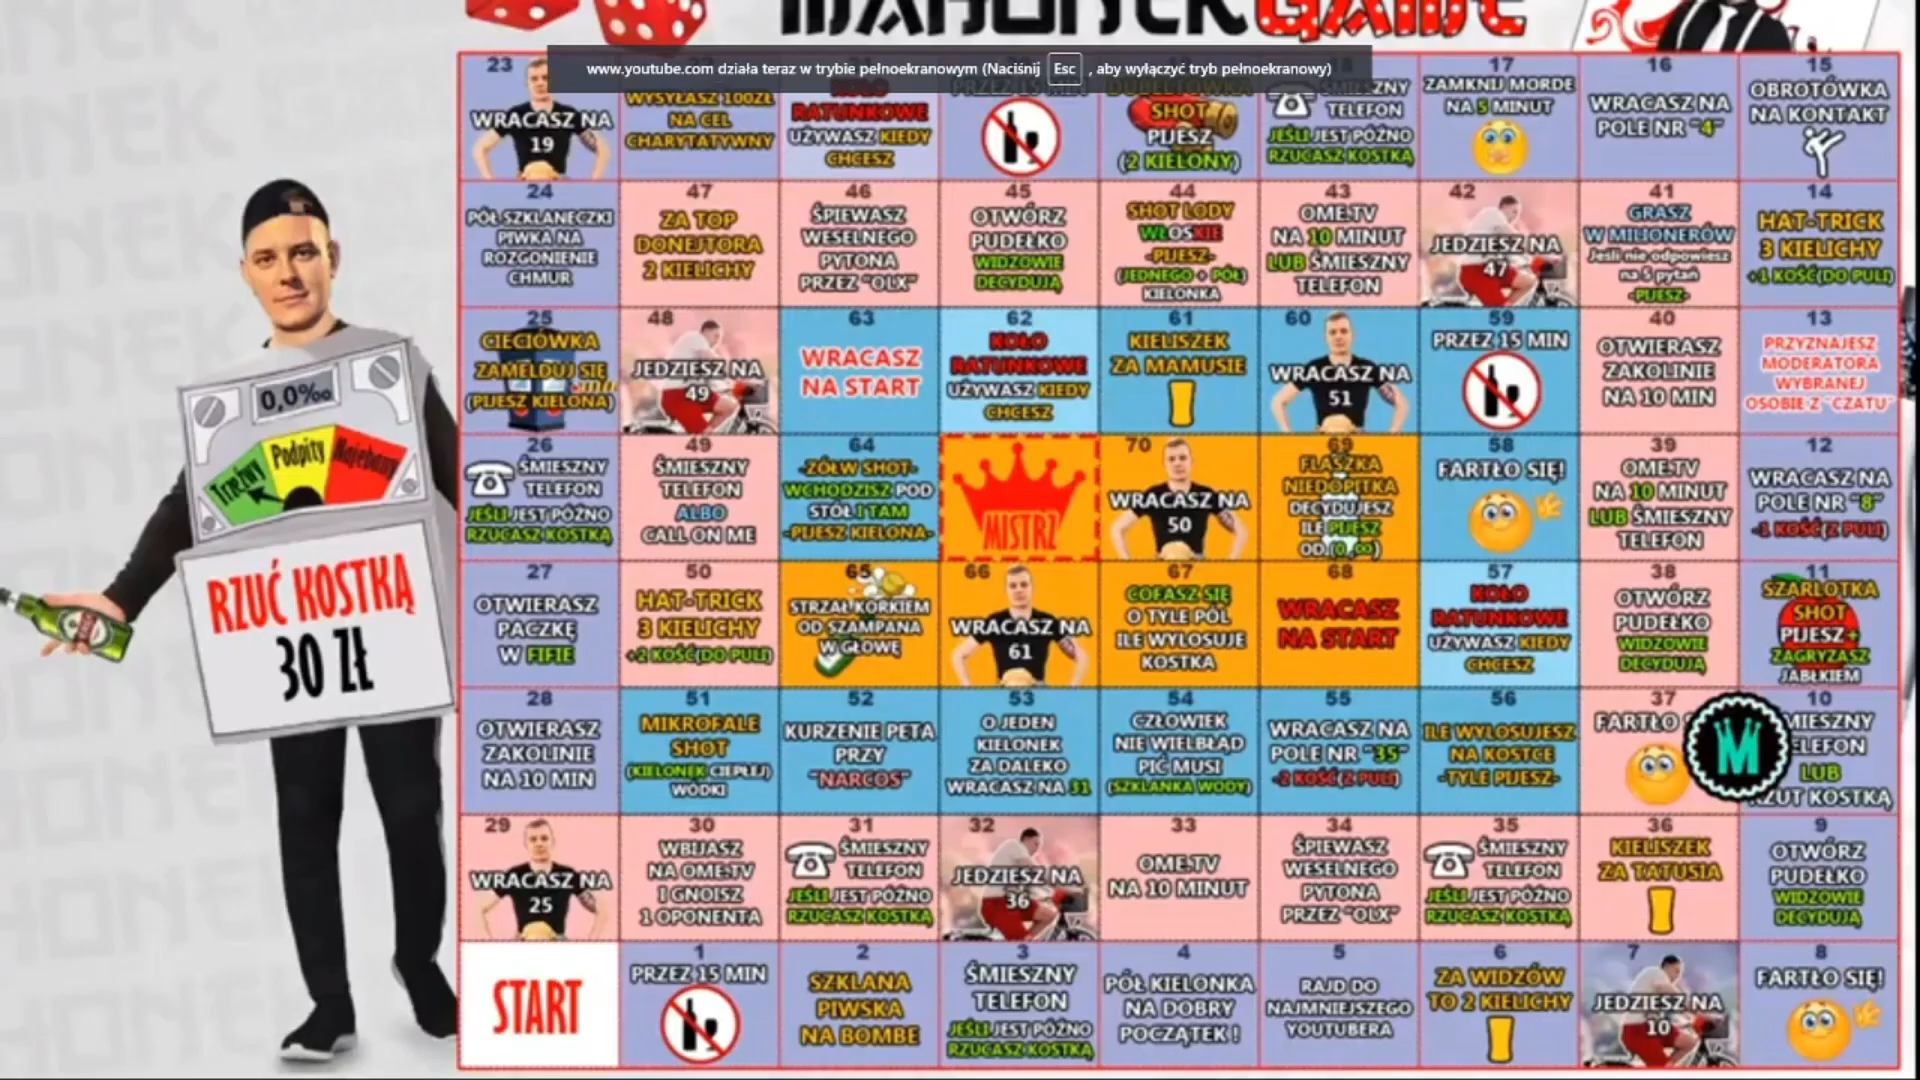 MAHONEK GAME
www.youtube.com działa teraz w trybie pełnoekranowym (Naciśnij Esc , aby wyłączyć tryb pełnoekranowy)
23
WRACASZ NA
19
WYSYŁASZ 100ZŁ
NA CEL
CHARYTATYWNY
KOŁO
RATUNKOWE
UŻYWASZ KIEDY
CHCESZ
PRZEZ 15 MIN
DUBELTÓWKA
SHOT
PIJESZ
(2 KIELONY)
18
ŚMIESZNY
TELEFON
JEŚLI JEST PÓŹNO
RZUCASZ KOSTKĄ
17
ZAMKNIJ MORDE
NA 5 MINUT
16
WRACASZ NA
POLE NR "4"
15
OBROTÓWKA
NA KONTAKT
24
PÓŁ SZKLANECZKI
PIWKA NA
ROZGONIENIE
CHMUR
47
ZA TOP
DONEJTORA
2 KIELICHY
46
ŚPIEWASZ
WESELNEGO
PYTONA
PRZEZ "OLX"
45
OTWÓRZ
PUDEŁKO
WIDZOWIE
DECYDUJĄ
44
SHOT LODY
WŁOSKIE
-PIJESZ-
(JEDNEGO + PÓŁ)
KIELONKA
43
OME.TV
NA 10 MINUT
LUB ŚMIESZNY
TELEFON
42
JEDZIESZ NA
47
41
GRASZ
W MILIONERÓW
Jeśli nie odpowiesz
na 5 pytań
-PIJESZ-
14
HAT-TRICK
3 KIELICHY
+1 KOŚĆ(DO PULI)
25
CIECIÓWKA
ZAMELDUJ SIĘ
(PIJESZ KIELONA)
48
JEDZIESZ NA
49
63
WRACASZ
NA START
62
KOŁO
RATUNKOWE
UŻYWASZ KIEDY
CHCESZ
61
KIELISZEK
ZA MAMUSIE
60
WRACASZ NA
51
59
PRZEZ 15 MIN
40
OTWIERASZ
ZAKOLINIE
NA 10 MIN
13
PRZYZNAJESZ
MODERATORA
WYBRANEJ
OSOBIE Z "CZATU"
0,0‰
Trzeźwy
Podpity
Najebany
26
ŚMIESZNY
TELEFON
JEŚLI JEST PÓŹNO
RZUCASZ KOSTKĄ
49
ŚMIESZNY
TELEFON
ALBO
CALL ON ME
64
-ŻÓŁW SHOT-
WCHODZISZ POD
STÓŁ I TAM
-PIJESZ KIELONA-
MISTRZ
70
WRACASZ NA
50
69
FLASZKA
NIEDOPITKA
DECYDUJESZ
ILE PIJESZ
OD (0,∞)
58
FARTŁO SIĘ!
39
OME.TV
NA 10 MINUT
LUB ŚMIESZNY
TELEFON
12
WRACASZ NA
POLE NR "8"
-1 KOŚĆ(Z PULI)
RZUĆ KOSTKĄ
30 ZŁ
27
OTWIERASZ
PACZKĘ
W FIFIE
50
HAT-TRICK
3 KIELICHY
+2 KOŚĆ(DO PULI)
65
STRZAŁ KORKIEM
OD SZAMPANA
W GŁOWĘ
66
WRACASZ NA
61
67
COFASZ SIĘ
O TYLE PÓL
ILE WYLOSUJE
KOSTKA
68
WRACASZ
NA START
57
KOŁO
RATUNKOWE
UŻYWASZ KIEDY
CHCESZ
38
OTWÓRZ
PUDEŁKO
WIDZOWIE
DECYDUJĄ
11
SZARLOTKA
SHOT
PIJESZ +
ZAGRYZASZ
JABŁKIEM
28
OTWIERASZ
ZAKOLINIE
NA 10 MIN
51
MIKROFALE
SHOT
(KIELONEK CIEPŁEJ)
WÓDKI
52
KURZENIE PETA
PRZY
"NARCOS"
53
O JEDEN
KIELONEK
ZA DALEKO
WRACASZ NA 31
54
CZŁOWIEK
NIE WIELBŁĄD
PIĆ MUSI
(SZKLANKA WODY)
55
WRACASZ NA
POLE NR "35"
-2 KOŚĆ(Z PULI)
56
ILE WYLOSUJESZ
NA KOSTCE
-TYLE PIJESZ-
37
FARTŁO
M
10
MIESZNY
ELEFON
LUB
RZUT KOSTKĄ
29
WRACASZ NA
25
30
WBIJASZ
NA OME.TV
I GNOISZ
1 OPONENTA
31
ŚMIESZNY
TELEFON
JEŚLI JEST PÓŹNO
RZUCASZ KOSTKĄ
32
JEDZIESZ NA
36
33
OME.TV
NA 10 MINUT
34
ŚPIEWASZ
WESELNEGO
PYTONA
PRZEZ "OLX"
35
ŚMIESZNY
TELEFON
JEŚLI JEST PÓŹNO
RZUCASZ KOSTKĄ
36
KIELISZEK
ZA TATUSIA
9
OTWÓRZ
PUDEŁKO
WIDZOWIE
DECYDUJĄ
START
1
PRZEZ 15 MIN
2
SZKLANA
PIWSKA
NA BOMBE
3
ŚMIESZNY
TELEFON
JEŚLI JEST PÓŹNO
RZUCASZ KOSTKĄ
4
PÓŁ KIELONKA
NA DOBRY
POCZĄTEK !
5
RAJD DO
NAJMNIEJSZEGO
YOUTUBERA
6
ZA WIDZÓW
TO 2 KIELICHY
7
JEDZIESZ NA
10
8
FARTŁO SIĘ!